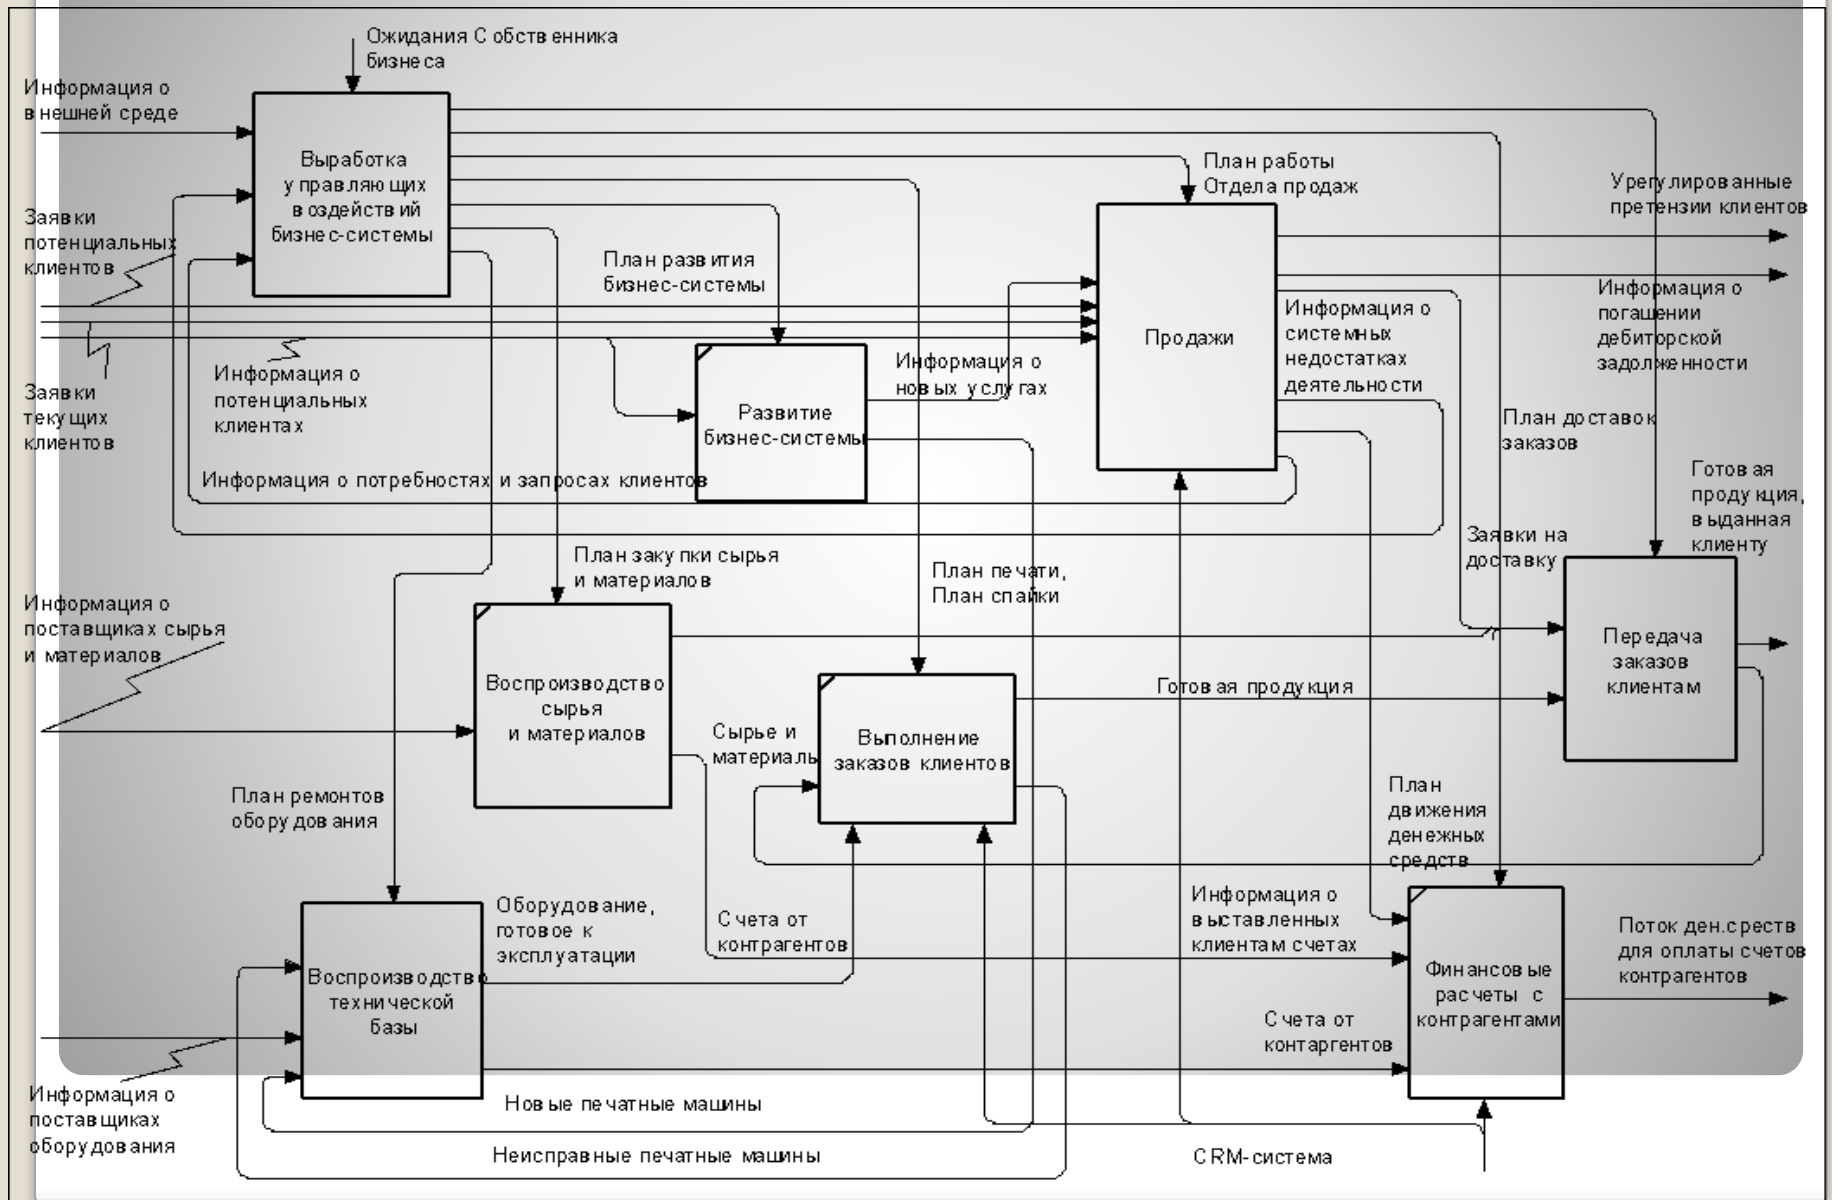 Ожидания Собственника
бизнеса
Информация о
внешней среде
Выработка
управляющих
воздействий
бизнес-системы
План работы
Отдела продаж
Урегулированные
претензии клиентов
Заявки
потенциальных
клиентов
План развития
бизнес-системы
Информация о
погашении
дебиторской
задолженности
Информация о
системных
недостатках
деятельности
Продажи
Информация о
новых услугах
Информация о
потенциальных
клиентах
Заявки
текущих
клиентов
Развитие
бизнес-системы
План доставок
заказов
Информация о потребностях и запросах клиентов
Готовая
продукция,
выданная
клиенту
Заявки на
доставку
План закупки сырья
и материалов
План печати,
План спайки
Информация о
поставщиках сырья
и материалов
Передача
заказов
клиентам
Воспроизводство
сырья
и материалов
Готовая продукция
Сырье и
материалы
Выполнение
заказов клиентов
План ремонтов
оборудования
План
движения
денежных
средств
Оборудование,
готовое к
эксплуатации
Счета от
контрагентов
Информация о
выставленных
клиентам счетах
Поток ден.среств
для оплаты счетов
контрагентов
Воспроизводство
технической
базы
Финансовые
расчеты с
контрагентами
Счета от
контаргентов
Информация о
поставщиках
оборудования
Новые печатные машины
Неисправные печатные машины
CRM-система